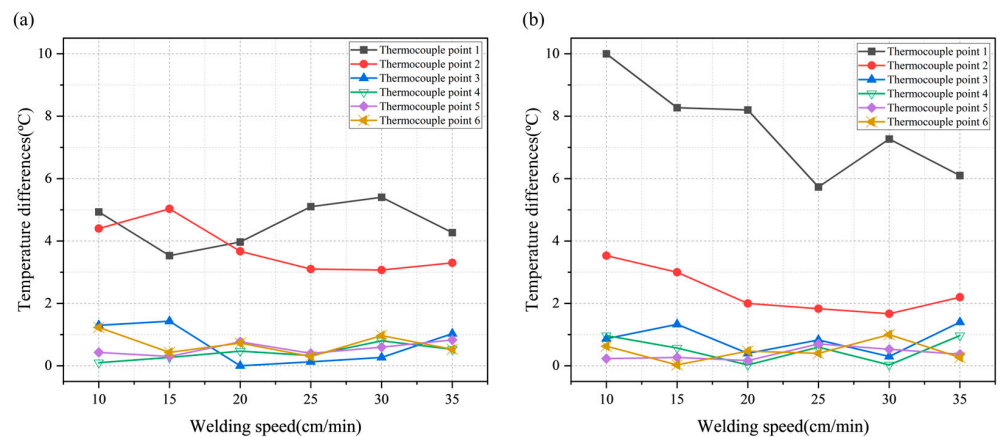 (a)
Temperature differences(ºC)
10
8
6
4
2
0
Thermocouple point 1
Thermocouple point 2
Thermocouple point 3
Thermocouple point 4
Thermocouple point 5
Thermocouple point 6
10 15 20 25 30 35
Welding speed(cm/min)
(b)
Temperature differences(ºC)
10
8
6
4
2
0
Thermocouple point 1
Thermocouple point 2
Thermocouple point 3
Thermocouple point 4
Thermocouple point 5
Thermocouple point 6
10 15 20 25 30 35
Welding speed(cm/min)